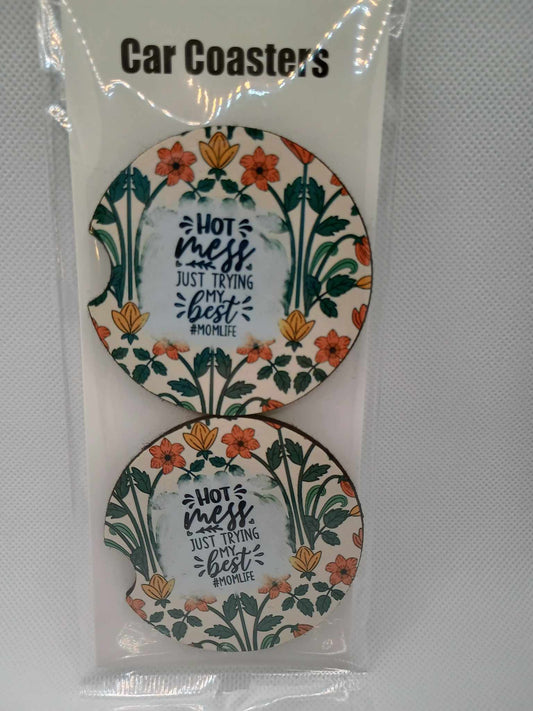 Car Coasters
HOT
mess
JUST TRYING
MY
best
#MOMLIFE
HOT
mess
JUST TRYING
MY
best
#MOMLIFE